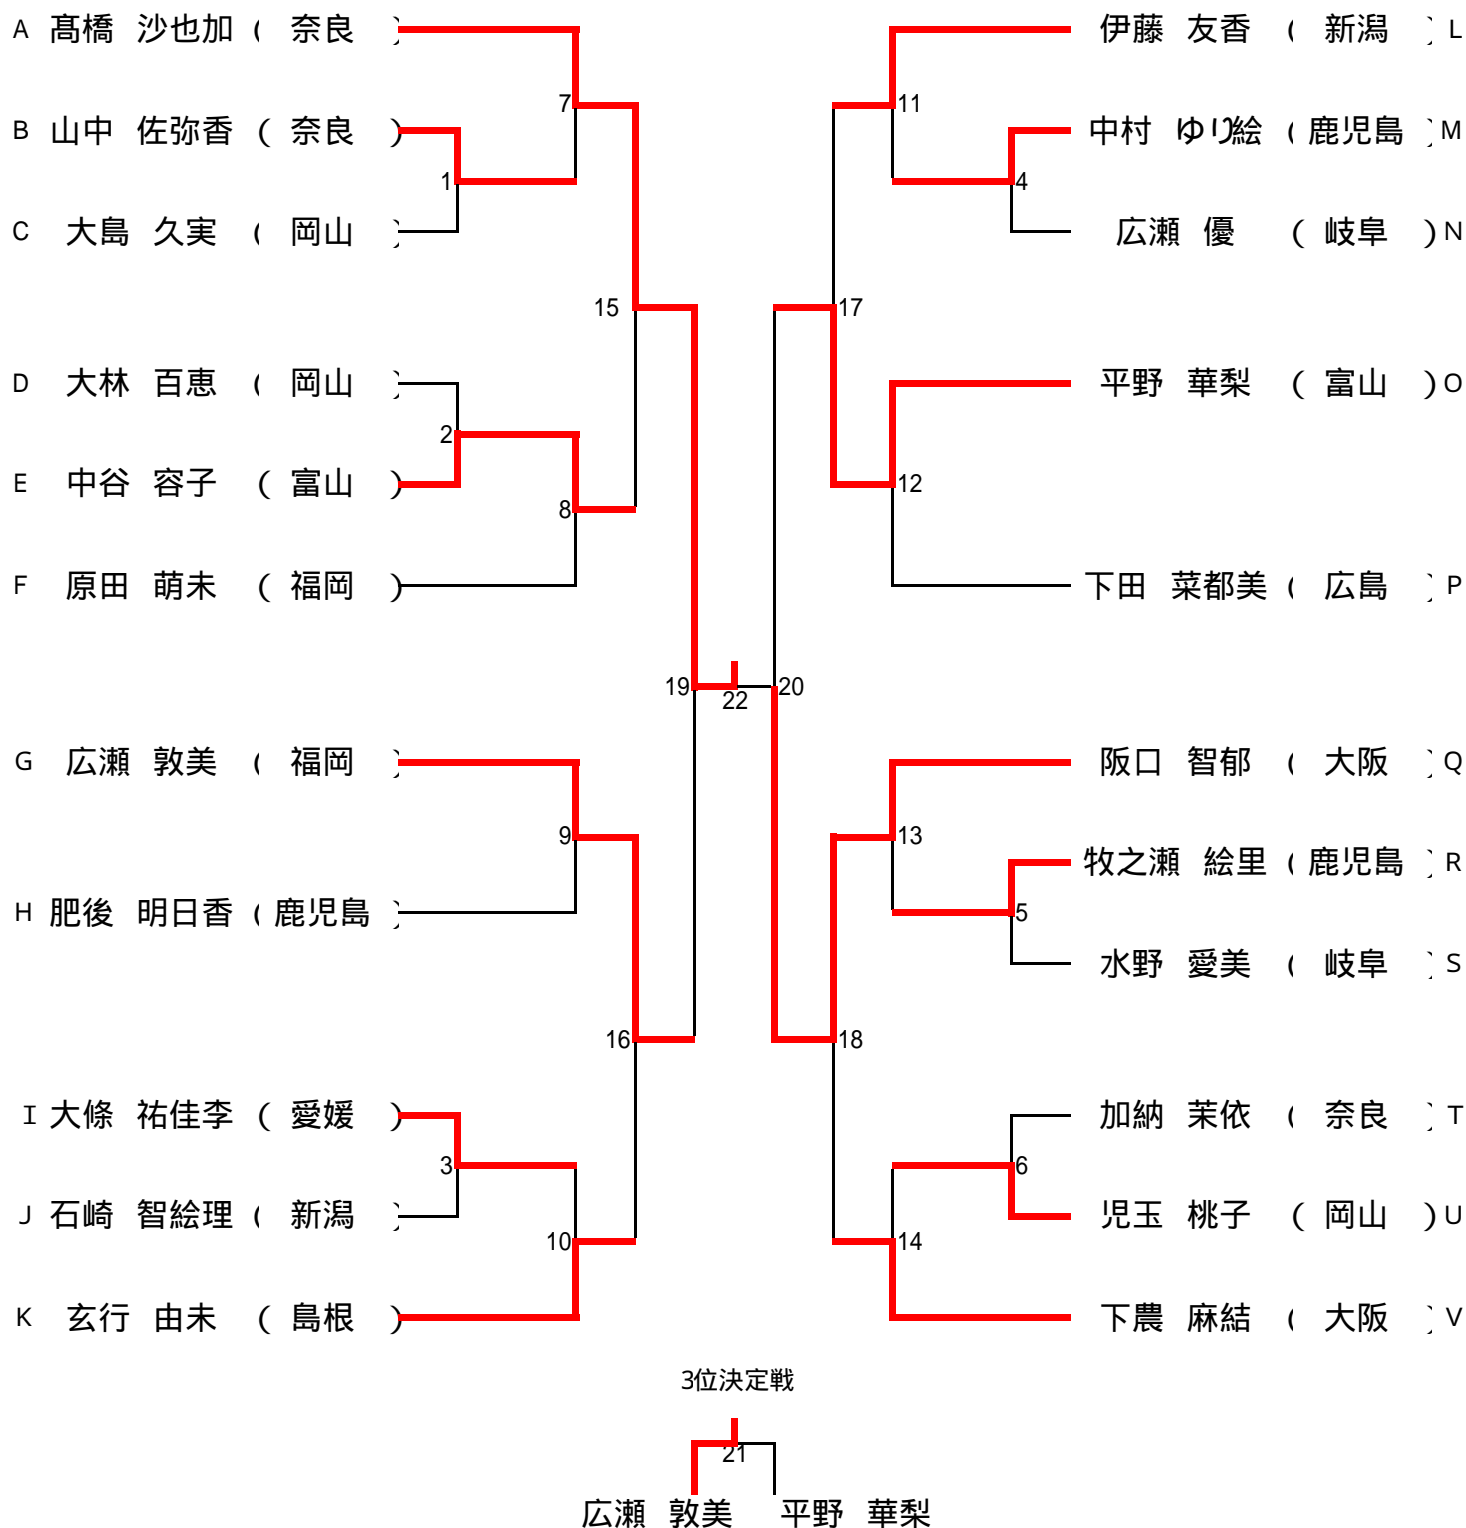 A 髙橋 沙也加 ( 奈良 )
B 山中 佐弥香 ( 奈良 )
C 大島 久実 ( 岡山 )
D 大林 百恵 ( 岡山 )
E 中谷 容子 ( 富山 )
F 原田 萌未 ( 福岡 )
G 広瀬 敦美 ( 福岡 )
H 肥後 明日香 ( 鹿児島 )
I 大條 祐佳李 ( 愛媛 )
J 石崎 智絵理 ( 新潟 )
K 玄行 由未 ( 島根 )
7
1
15
2
8
19
22
20
9
16
3
10
伊藤 友香 ( 新潟 ) L
中村 ゆり絵 ( 鹿児島 ) M
広瀬 優 ( 岐阜 ) N
平野 華梨 ( 富山 ) O
下田 菜都美 ( 広島 ) P
阪口 智郁 ( 大阪 ) Q
牧之瀬 絵里 ( 鹿児島 ) R
水野 愛美 ( 岐阜 ) S
加納 茉依 ( 奈良 ) T
児玉 桃子 ( 岡山 ) U
下農 麻結 ( 大阪 ) V
11
4
17
12
13
5
18
6
14
3位決定戦
21
広瀬 敦美 平野 華梨